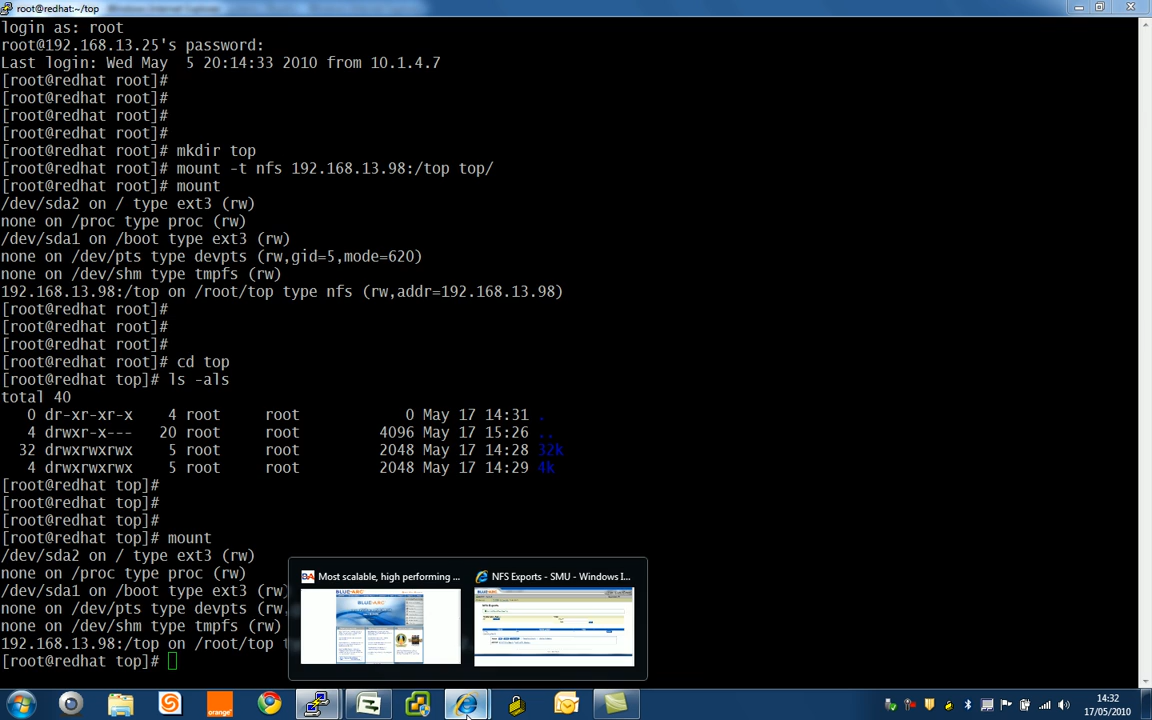 root@redhat:~/top
login as: root
root@192.168.13.25's password:
Last login: Wed May  5 20:14:33 2010 from 10.1.4.7
[root@redhat root]#
[root@redhat root]#
[root@redhat root]#
[root@redhat root]#
[root@redhat root]# mkdir top
[root@redhat root]# mount -t nfs 192.168.13.98:/top top/
[root@redhat root]# mount
/dev/sda2 on / type ext3 (rw)
none on /proc type proc (rw)
/dev/sda1 on /boot type ext3 (rw)
none on /dev/pts type devpts (rw,gid=5,mode=620)
none on /dev/shm type tmpfs (rw)
192.168.13.98:/top on /root/top type nfs (rw,addr=192.168.13.98)
[root@redhat root]#
[root@redhat root]#
[root@redhat root]#
[root@redhat root]# cd top
[root@redhat top]# ls -als
total 40
0 dr-xr-xr-x 4 root root 0 May 17 14:31 .
4 drwxr-x--- 20 root root 4096 May 17 15:26 ..
32 drwxrwxrwx 5 root root 2048 May 17 14:28 32k
4 drwxrwxrwx 5 root root 2048 May 17 14:29 4k
[root@redhat top]#
[root@redhat top]#
[root@redhat top]#
[root@redhat top]# mount
/dev/sda2 on / type ext3 (rw)
none on /proc type proc (rw)
/dev/sda1 on /boot type ext3 (rw)
none on /dev/pts type devpts (rw,
none on /dev/shm type tmpfs (rw)
192.168.13.98:/top on /root/top t
[root@redhat top]#
Most scalable, high performing ...
NFS Exports - SMU - Windows I...
BLUE ARC
NFS Exports
orange
14:32
17/05/2010